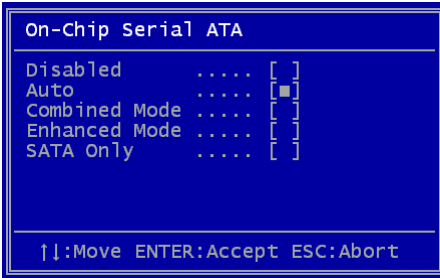 On-Chip Serial ATA
Disabled ..... [ ]
Auto ..... [■]
Combined Mode ..... [ ]
Enhanced Mode ..... [ ]
SATA Only ..... [ ]
↑↓:Move ENTER:Accept ESC:Abort